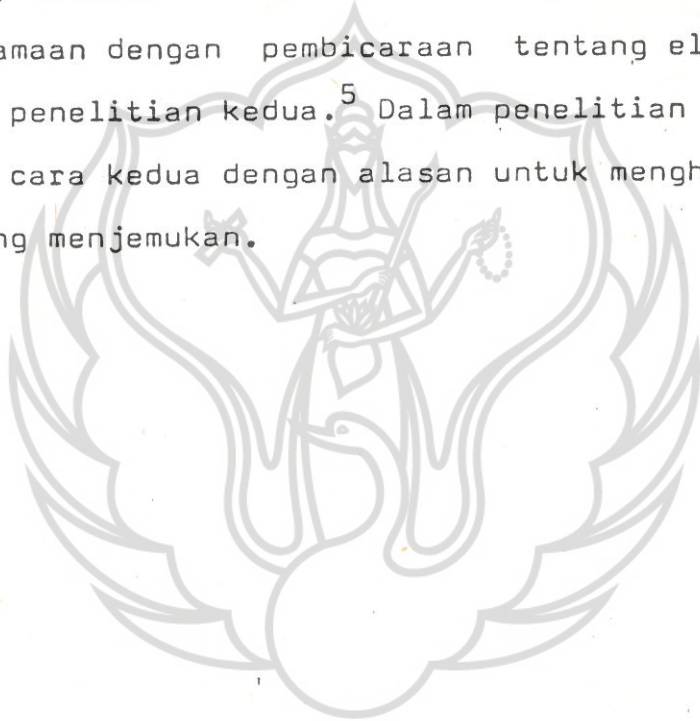 amaan dengan pembicaraan tentang el
penelitian kedua.5 Dalam penelitian
cara kedua dengan alasan untuk mengh
ng menjemukan.